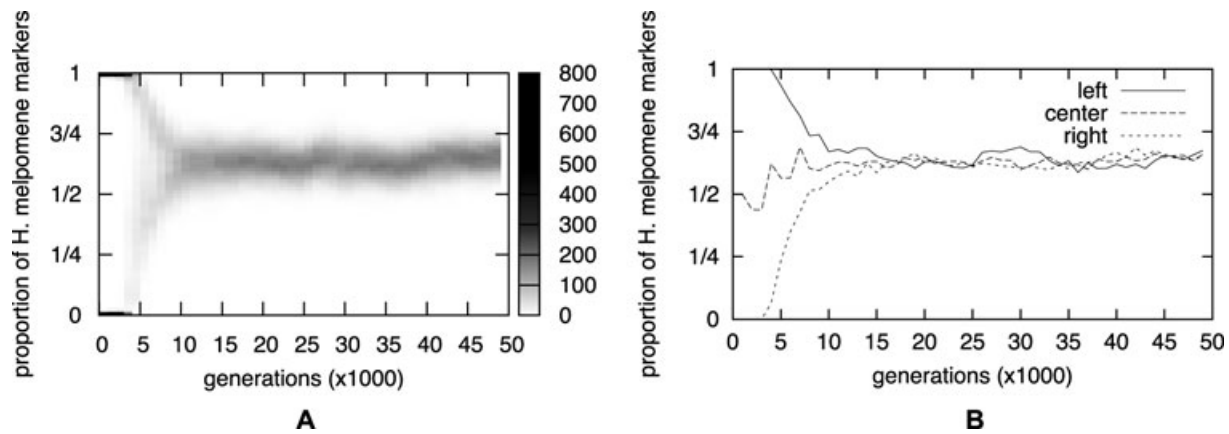 proportion of H. melpomene markers
1
3/4
1/2
1/4
0
0 5 10 15 20 25 30 35 40 45 50
generations (x1000)
800
700
600
500
400
300
200
100
0
A
proportion of H. melpomene markers
1
3/4
1/2
1/4
0
left
center
right
0 5 10 15 20 25 30 35 40 45 50
generations (x1000)
B